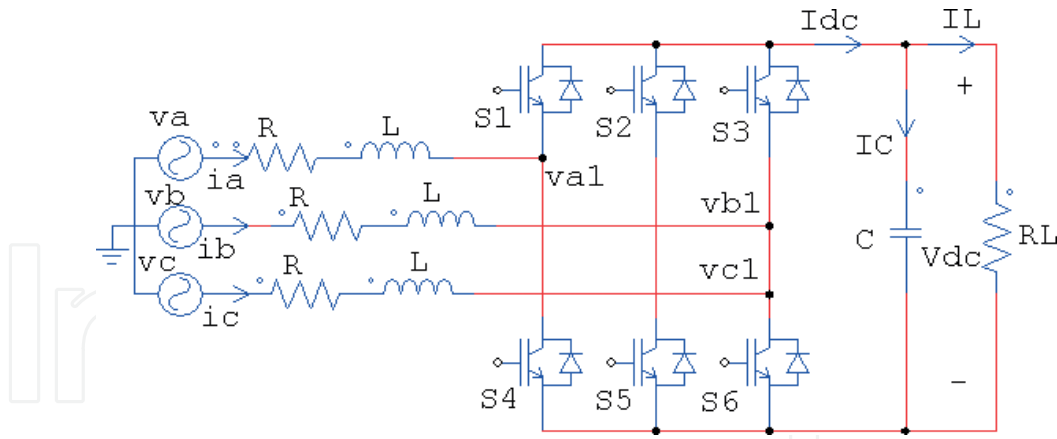 Idc IL
+
va R L S1 S2 S3 IC
ia va1
vb R L vb1
ib C Vdc RL
vc R L vc1
ic
S4 S5 S6 −